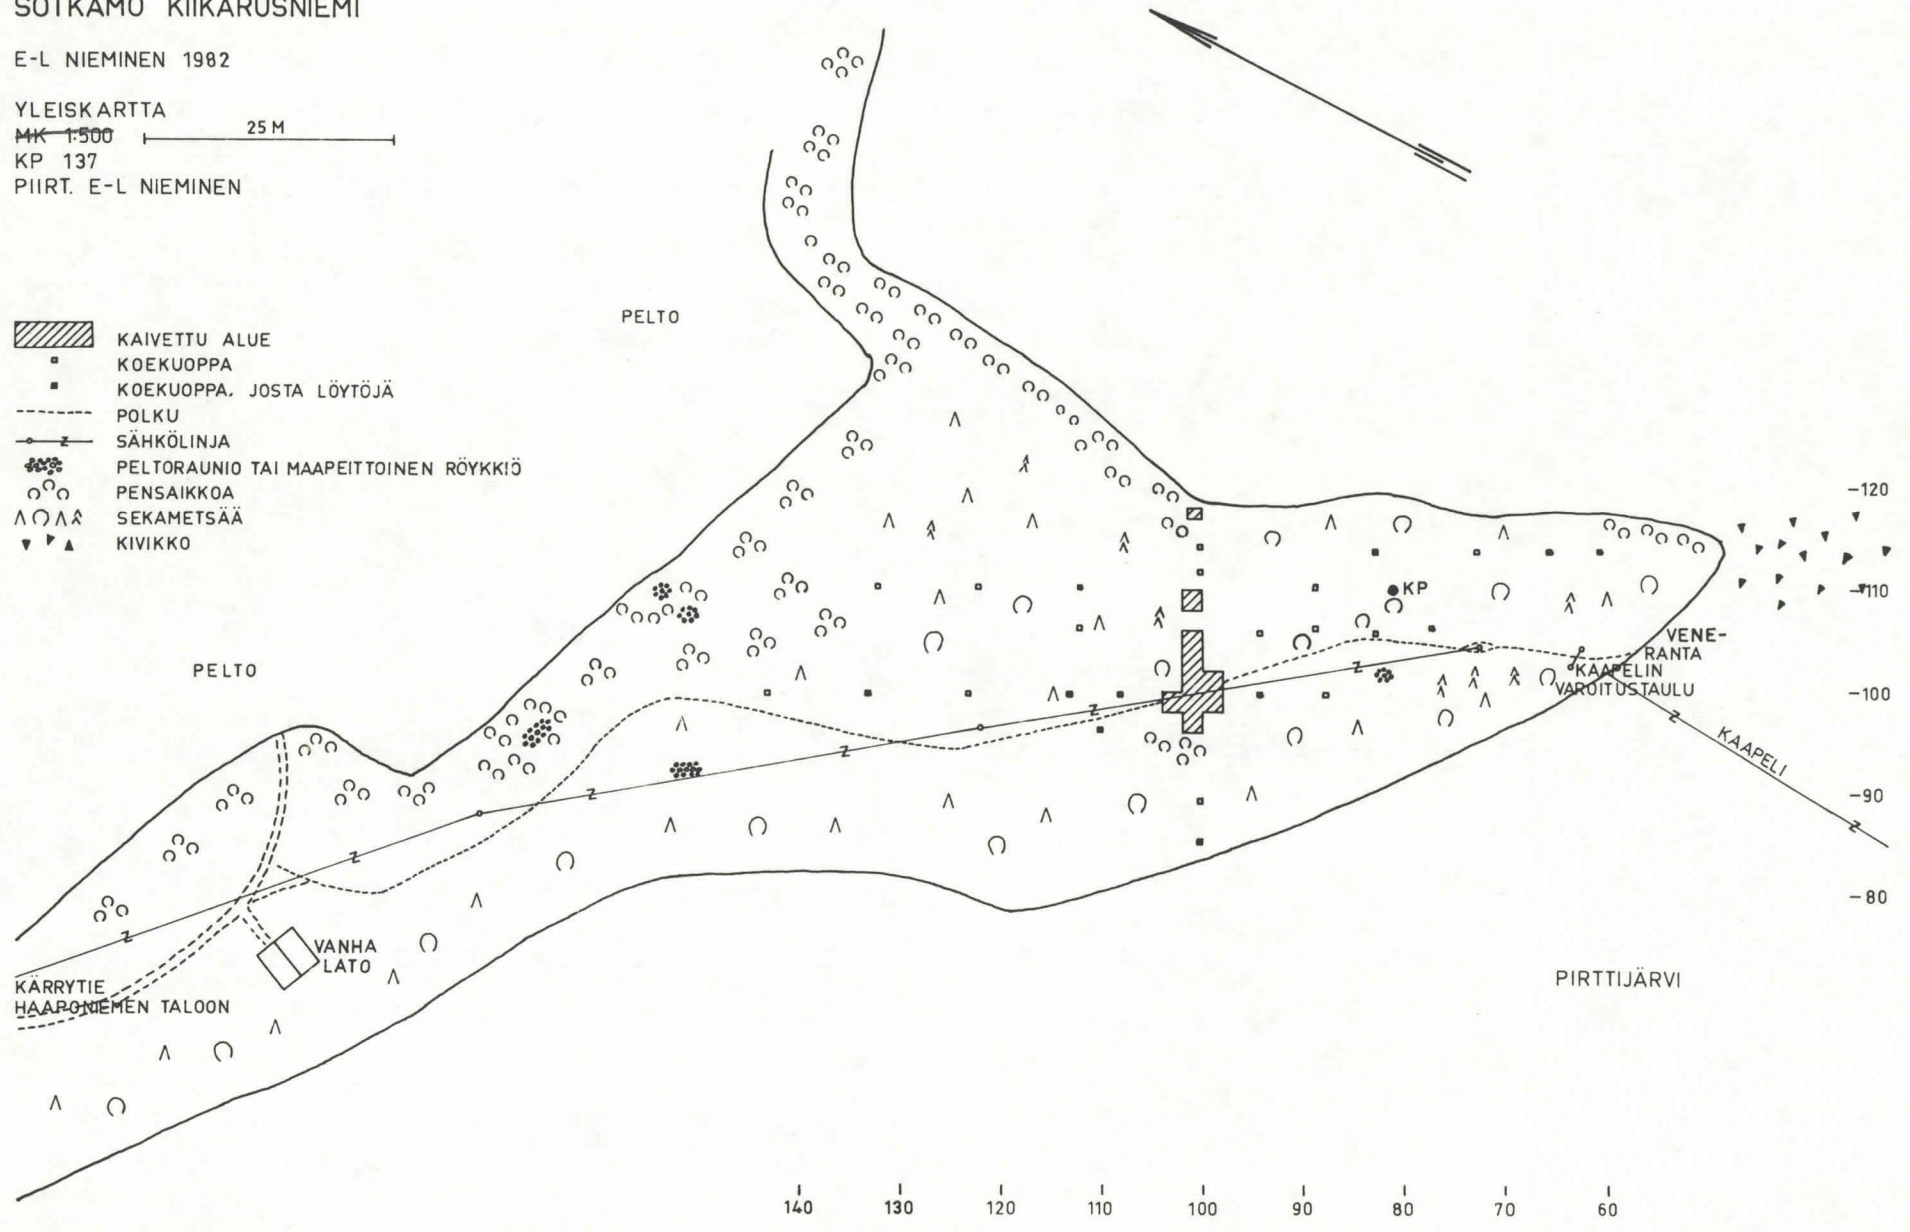 SOTKAMO KIIKARUSNIEMI
E-L NIEMINEN 1982
YLEISKARTTA
MK 1:500
25 M
KP 137
PIIRT. E-L NIEMINEN
KAIVETTU ALUE
KOEKUOPPA
KOEKUOPPA, JOSTA LÖYTÖJÄ
POLKU
Z SÄHKÖLINJA
PELTORAUNIO TAI MAAPEITTOINEN RÖYKKIÖ
PENSAIKKOA
SEKAMETSÄÄ
KIVIKKO
PELTO
PELTO
KP
VENE-
RANTA
KAAPELIN
VAROITUSTAULU
KAAPELI
-120
-110
-100
-90
-80
VANHA
LATO
KÄRRYTIE
HAAPONIEMEN TALOON
PIRTTIJÄRVI
140 130 120 110 100 90 80 70 60